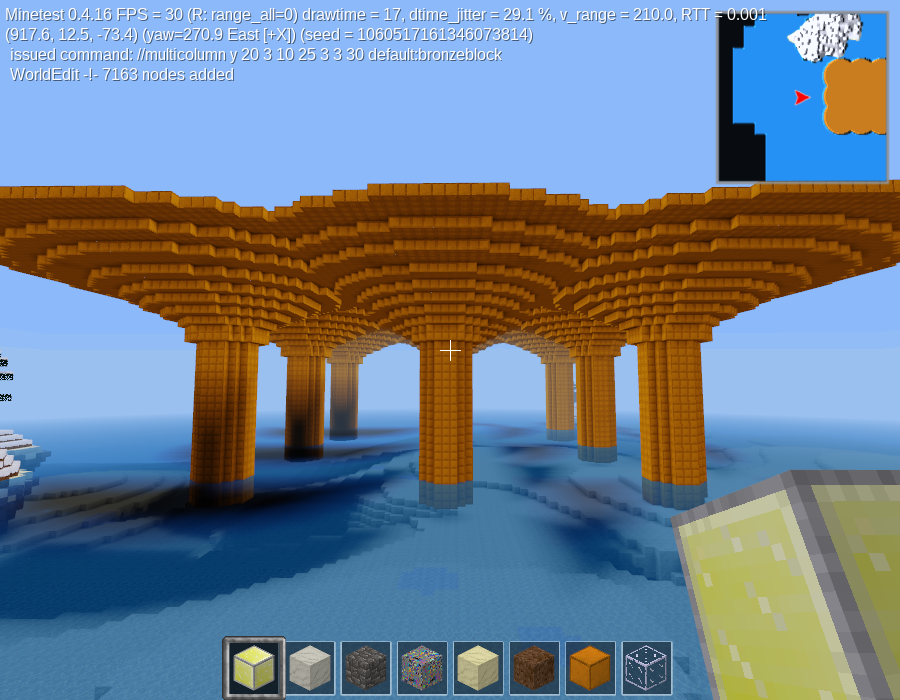 Minetest 0.4.16 FPS = 30 (R: range_all=0) drawtime = 17, dtime_jitter = 29.1 %, v_range = 210.0, RTT = 0.001
(917.6, 12.5, -73.4) (yaw=270.9 East [+X]) (seed = 1060517161346073814)
issued command: //multicolumn y 20 3 10 25 3 3 30 default:bronzeblock
WorldEdit -!- 7163 nodes added